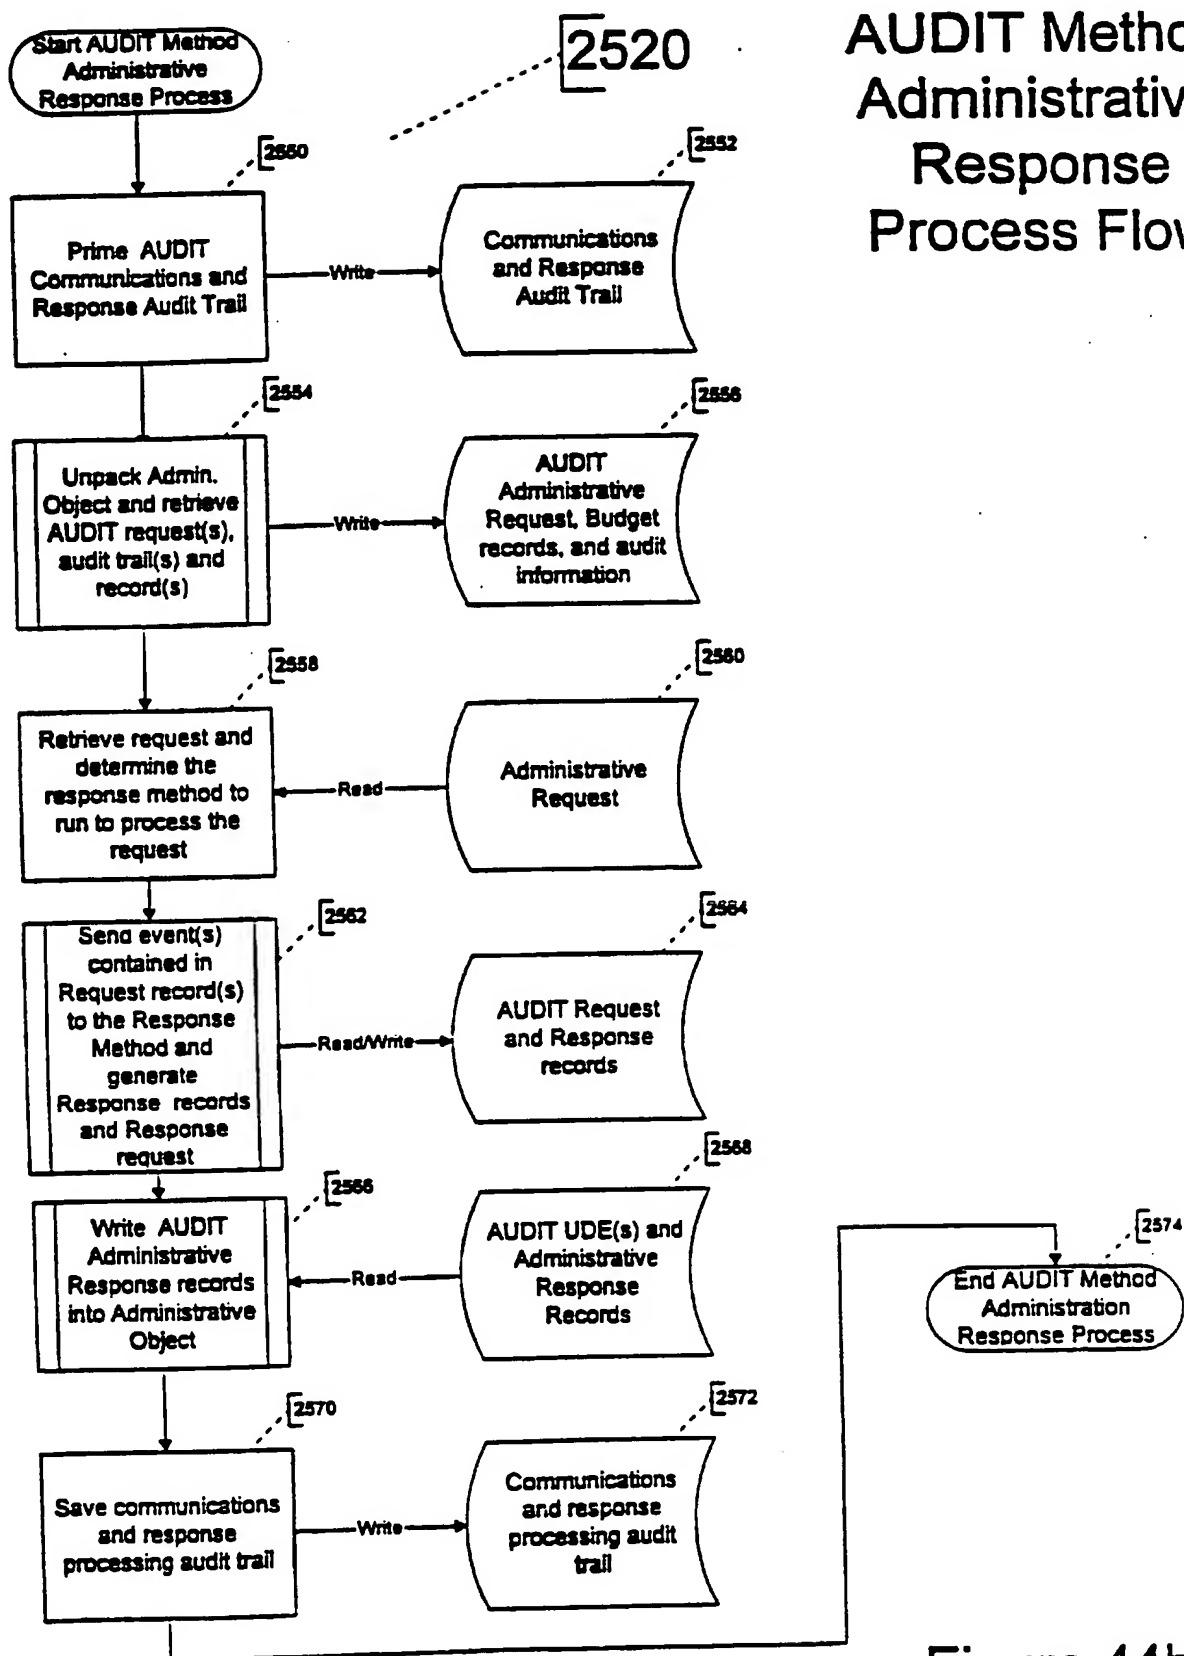 AUDIT Metho
Administrativ
Response
Process Flow
2520
Start AUDIT Method
Administrative
Response Process
2550
Prime AUDIT
Communications and
Response Audit Trail
Write
2552
Communications
and Response
Audit Trail
2554
Unpack Admin.
Object and retrieve
AUDIT request(s),
audit trail(s) and
record(s)
Write
2556
AUDIT
Administrative
Request, Budget
records, and audit
information
2558
Retrieve request and
determine the
response method to
run to process the
request
Read
2560
Administrative
Request
2562
Send event(s)
contained in
Request record(s)
to the Response
Method and
generate
Response records
and Response
request
Read/Write
2564
AUDIT Request
and Response
records
2566
Write AUDIT
Administrative
Response records
into Administrative
Object
Read
2568
AUDIT UDE(s) and
Administrative
Response
Records
2570
Save communications
and response
processing audit trail
Write
2572
Communications
and response
processing audit
trail
2574
End AUDIT Method
Administration
Response Process